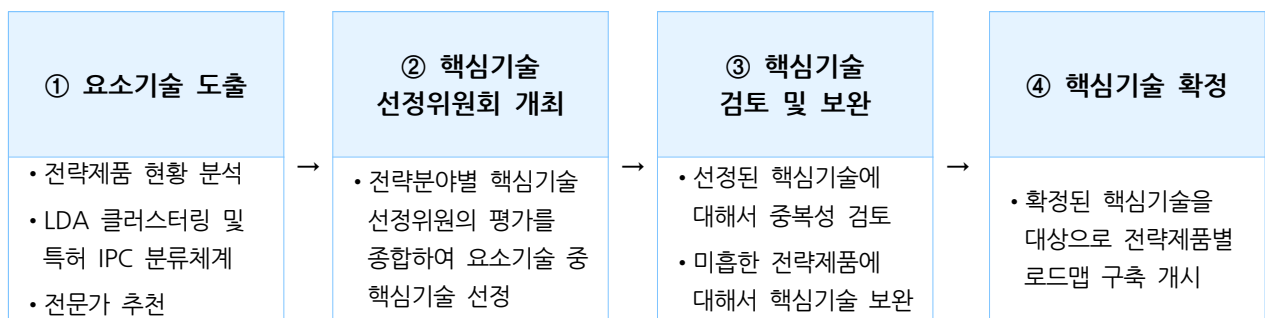 ① 요소기술 도출
• 전략제품 현황 분석
• LDA 클러스터링 및
특허 IPC 분류체계
• 전문가 추천
→
② 핵심기술
선정위원회 개최
• 전략분야별 핵심기술
선정위원의 평가를
종합하여 요소기술 중
핵심기술 선정
→
③ 핵심기술
검토 및 보완
• 선정된 핵심기술에
대해서 중복성 검토
• 미흡한 전략제품에
대해서 핵심기술 보완
→
④ 핵심기술 확정
• 확정된 핵심기술을
대상으로 전략제품별
로드맵 구축 개시